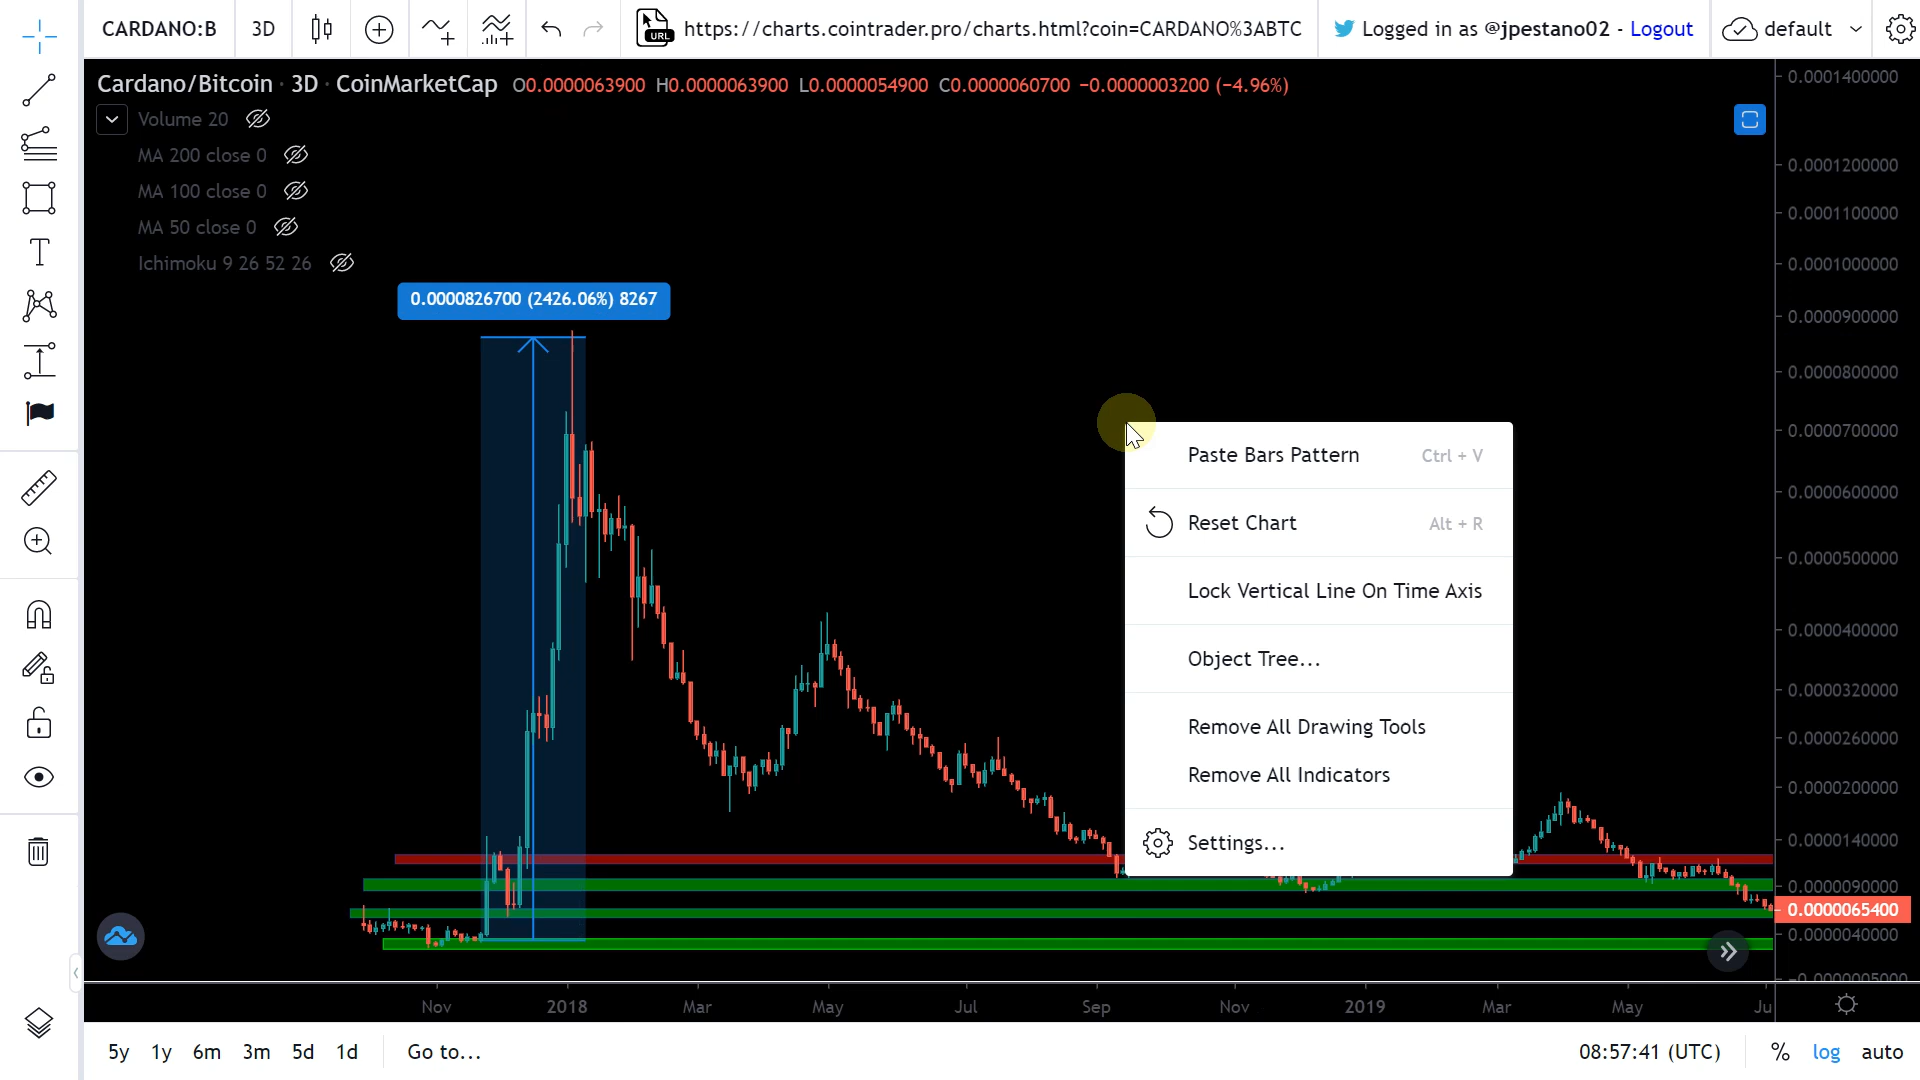 CARDANO:B 3D URL https://charts.cointrader.pro/charts.html?coin=CARDANO%3ABTC Logged in as @jpestano02 - Logout default
Cardano/Bitcoin · 3D · CoinMarketCap O0.0000063900 H0.0000063900 L0.0000054900 C0.0000060700 −0.0000003200 (−4.96%)
Volume 20
MA 200 close 0
MA 100 close 0
MA 50 close 0
Ichimoku 9 26 52 26
0.0000826700 (2426.06%) 8267
Paste Bars Pattern Ctrl + V
Reset Chart Alt + R
Lock Vertical Line On Time Axis
Object Tree...
Remove All Drawing Tools
Remove All Indicators
Settings...
0.0001400000
0.0001200000
0.0001100000
0.0001000000
0.0000900000
0.0000800000
0.0000700000
0.0000600000
0.0000500000
0.0000400000
0.0000320000
0.0000260000
0.0000200000
0.0000140000
0.0000090000
0.0000065400
0.0000040000
-0.0000005000
Nov 2018 Mar May Jul Sep Nov 2019 Mar May Ju
5y 1y 6m 3m 5d 1d Go to... 08:57:41 (UTC) % log auto